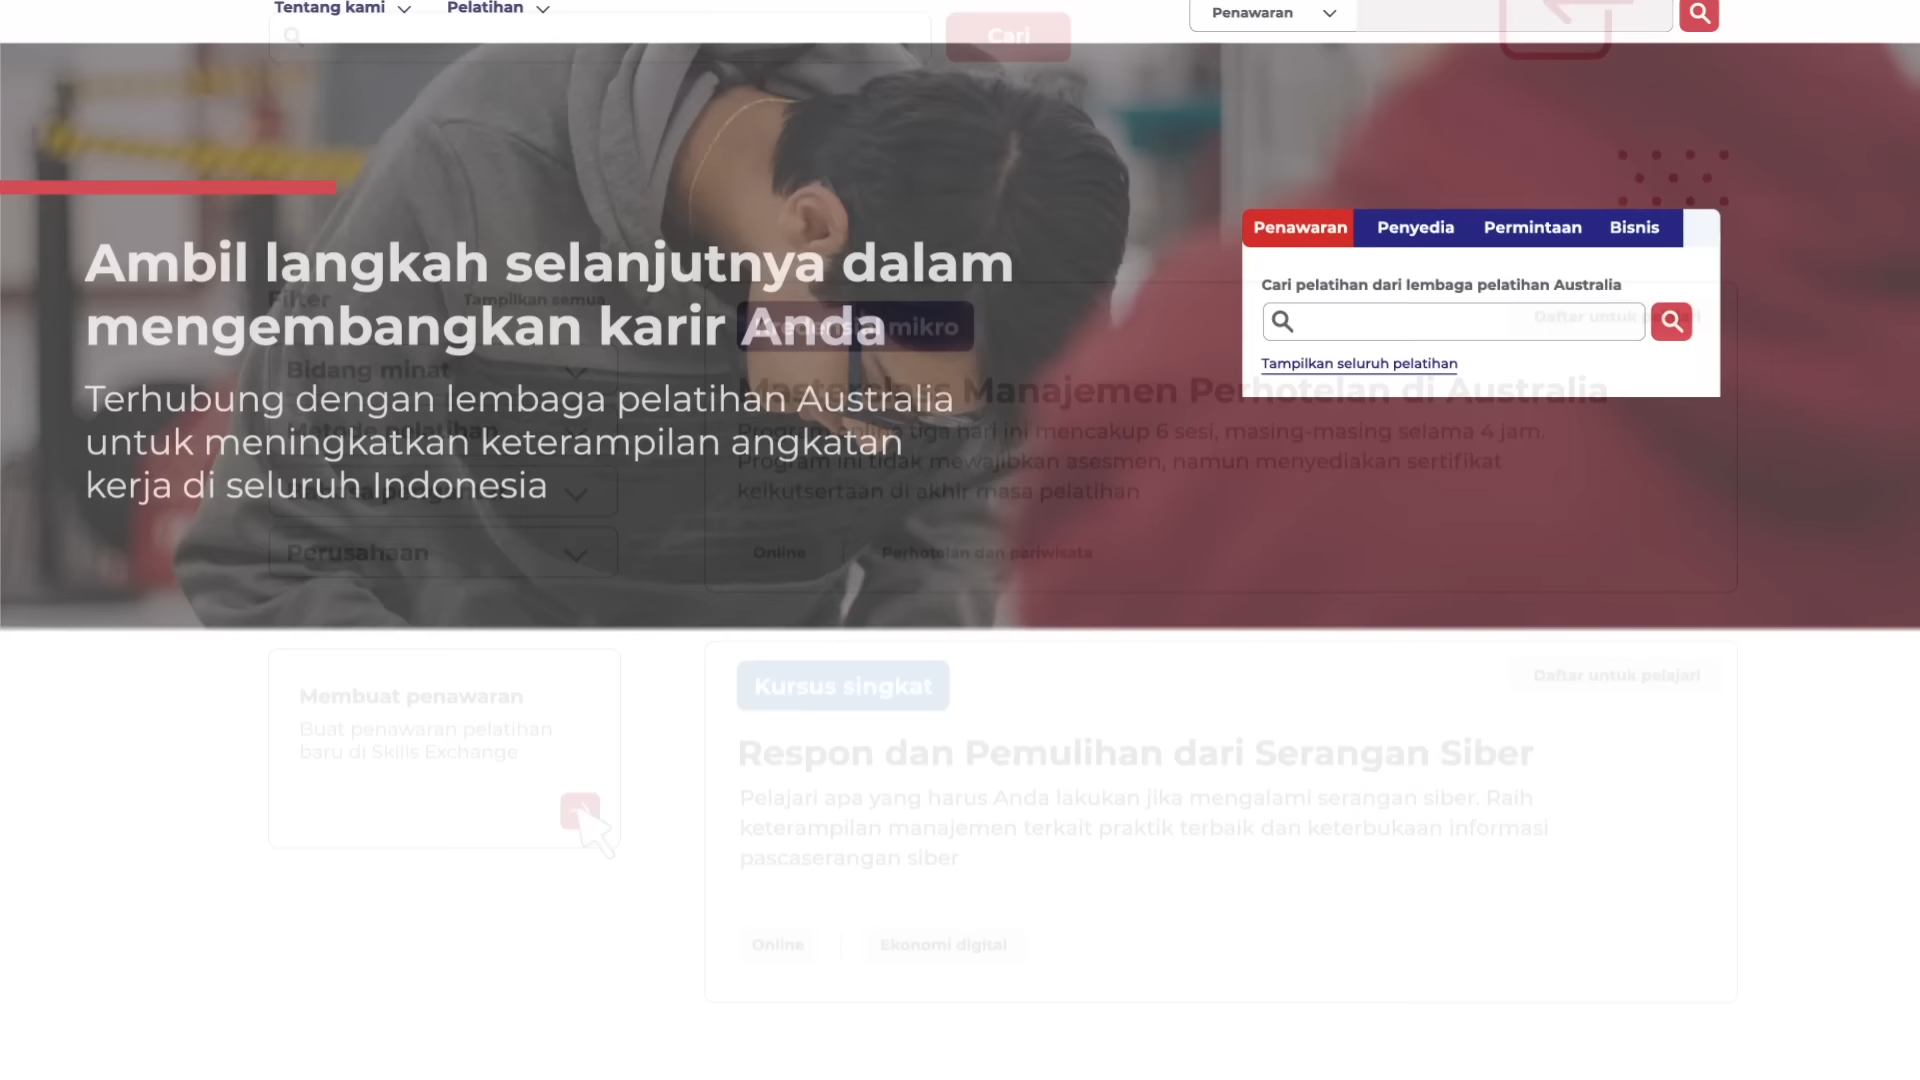 Tentang kami
Pelatihan
Penawaran
Cari
Ambil langkah selanjutnya dalam
mengembangkan karir Anda
Terhubung dengan lembaga pelatihan Australia
untuk meningkatkan keterampilan angkatan
kerja di seluruh Indonesia
Penawaran
Penyedia
Permintaan
Bisnis
Cari pelatihan dari lembaga pelatihan Australia
Tampilkan seluruh pelatihan
Filter
Tampilkan semua
Bidang minat
Metode pelatihan
Perusahaan
Kredensial mikro
Masterclass Manajemen Perhotelan di Australia
Program online tiga hari ini mencakup 6 sesi, masing-masing selama 4 jam.
Program ini tidak mewajibkan asesmen, namun menyediakan sertifikat
keikutsertaan di akhir masa pelatihan
Online
Perhotelan dan pariwisata
Membuat penawaran
Buat penawaran pelatihan
baru di Skills Exchange
Kursus singkat
Daftar untuk pelajari
Respon dan Pemulihan dari Serangan Siber
Pelajari apa yang harus Anda lakukan jika mengalami serangan siber. Raih
keterampilan manajemen terkait praktik terbaik dan keterbukaan informasi
pascaserangan siber
Online
Ekonomi digital